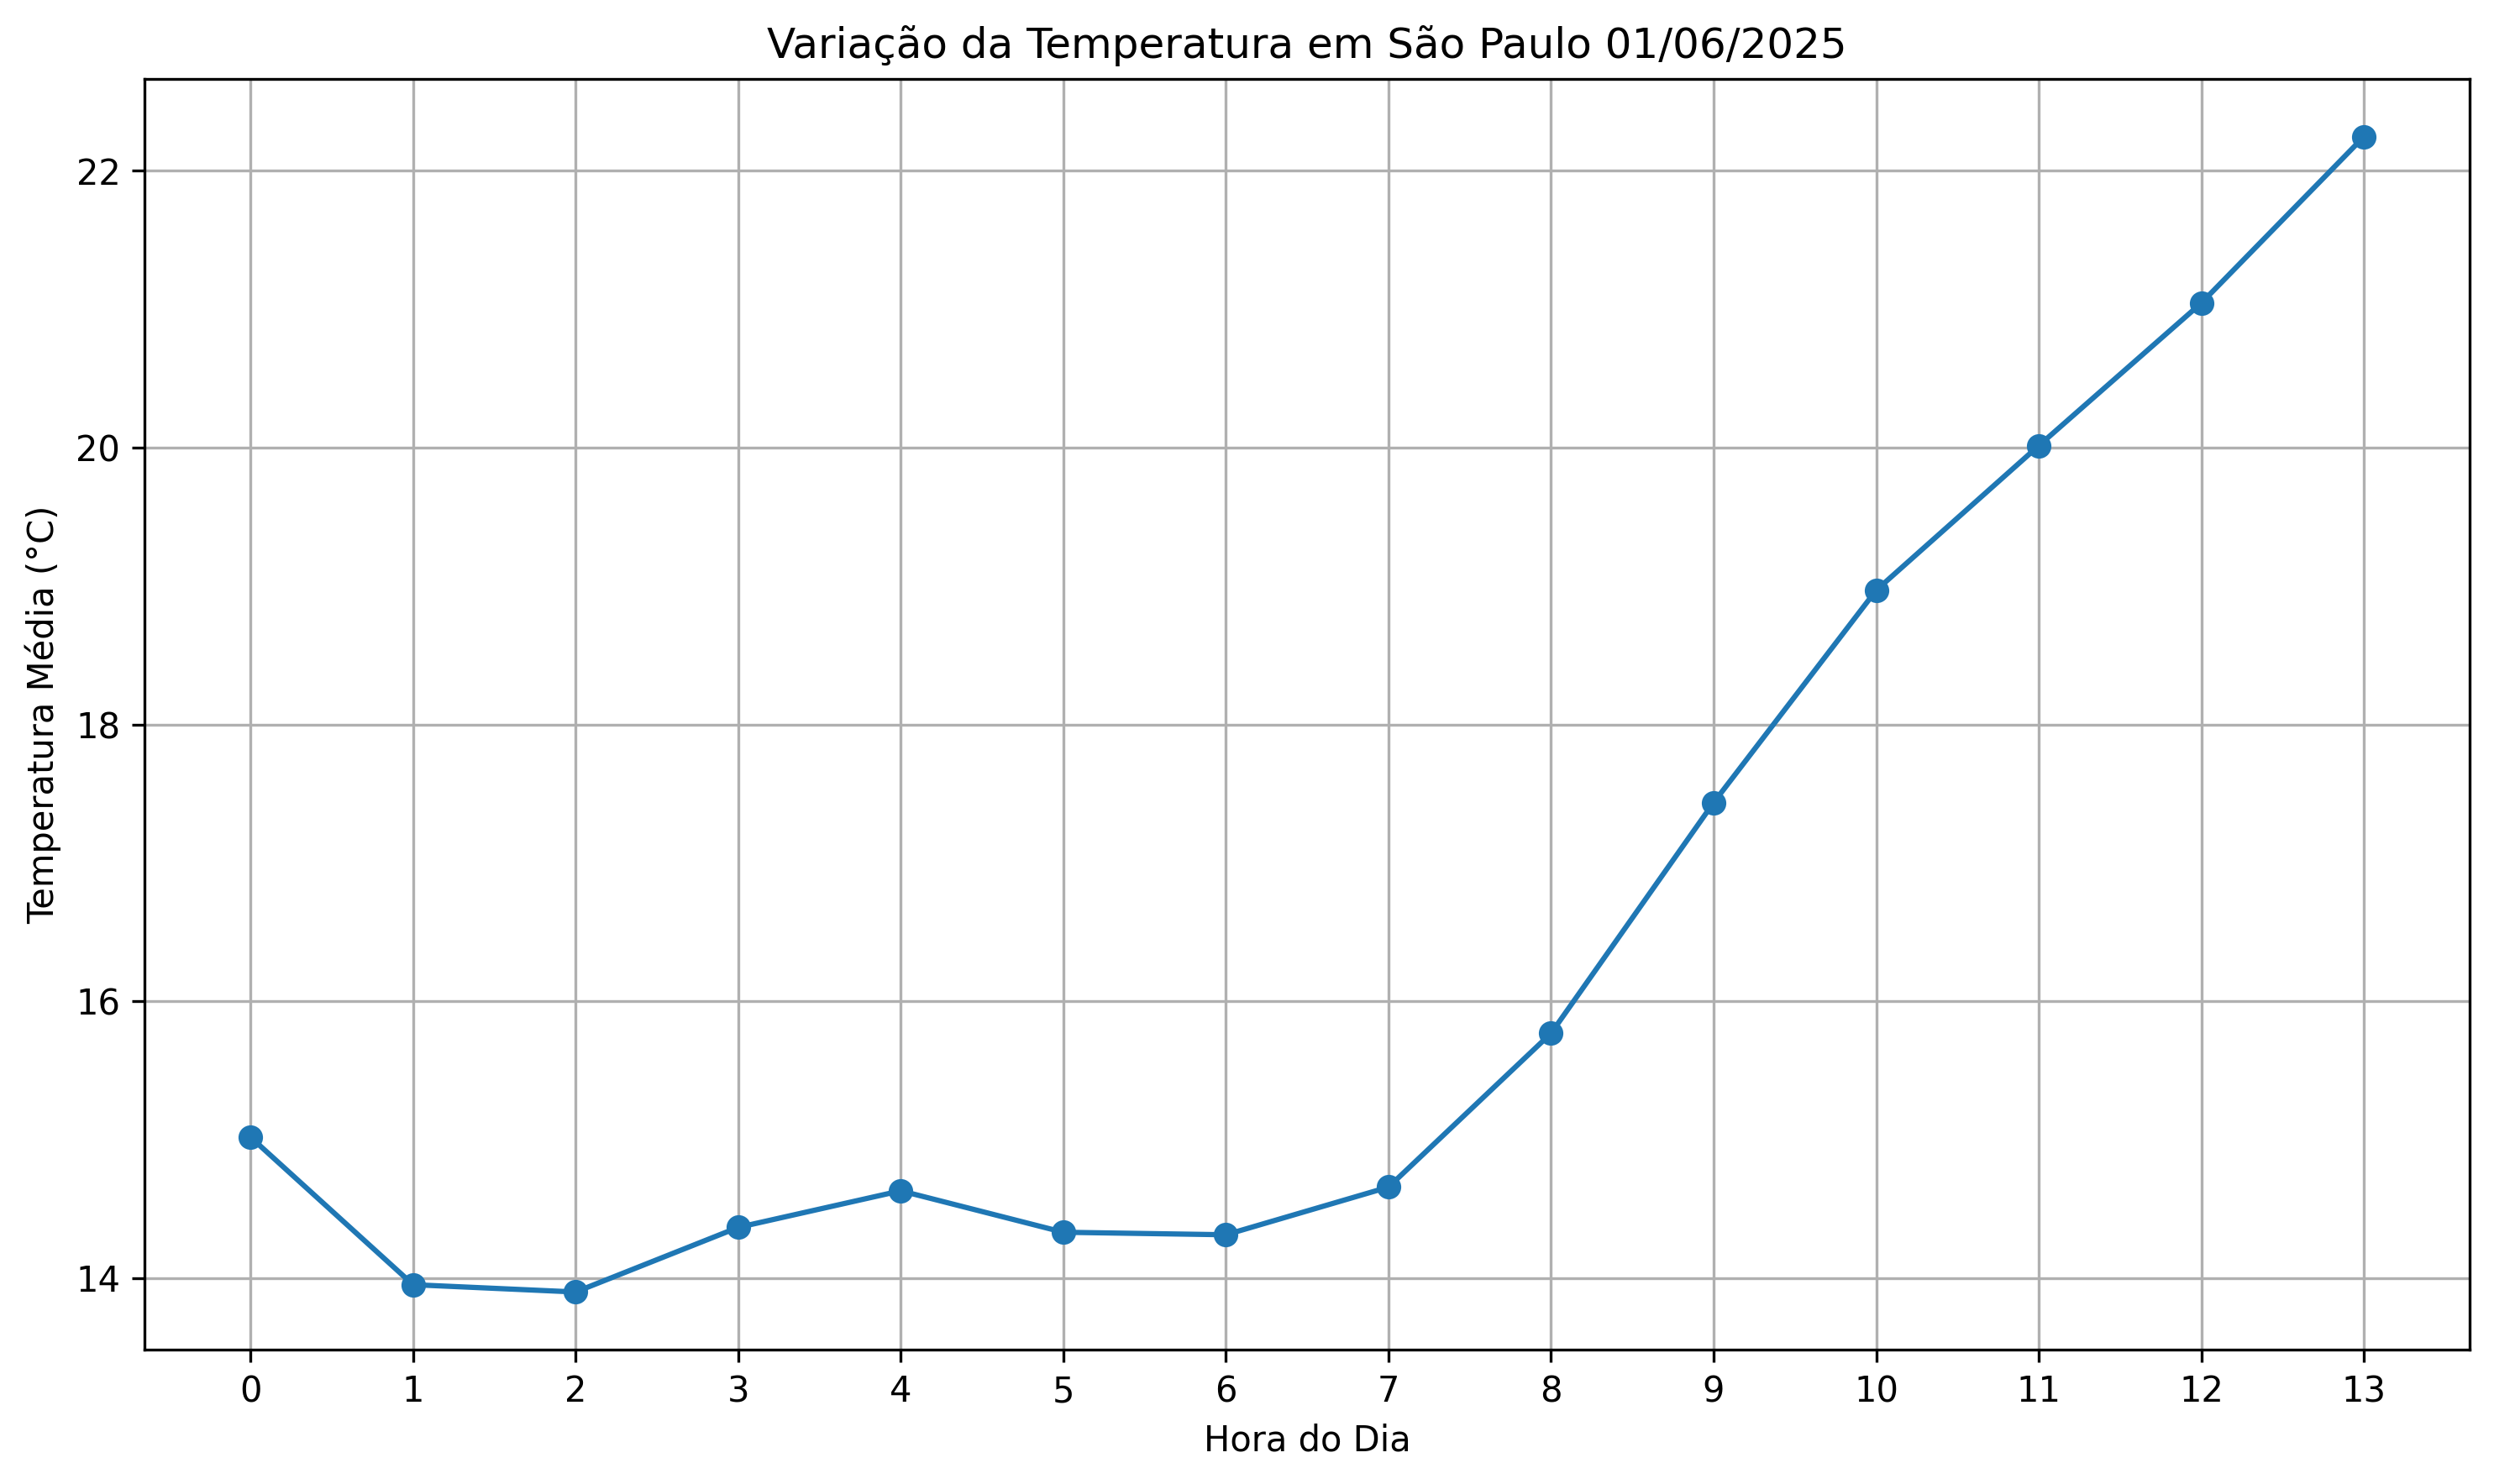 Variação da Temperatura em São Paulo 01/06/2025
Temperatura Média (°C)
22
20
18
16
14
0 1 2 3 4 5 6 7 8 9 10 11 12 13
Hora do Dia